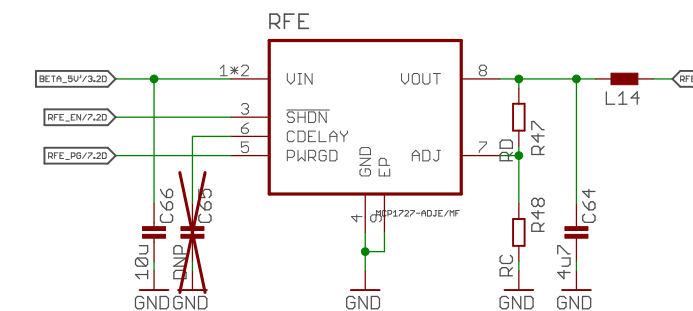 RFE
BETA_5V'/3.2D
1*2
VIN
VOUT
8
L14
RFE
RFE_EN/7.2D
3
SHDN
6
CDELAY
RFE_PG/7.2D
5
PWRGD
GND
EP
ADJ
7
RD
R47
4
9
MCP1727-ADJE/MF
C66
10u
C65
DNP
R48
RC
C64
4u7
GND
GND
GND
GND
GND